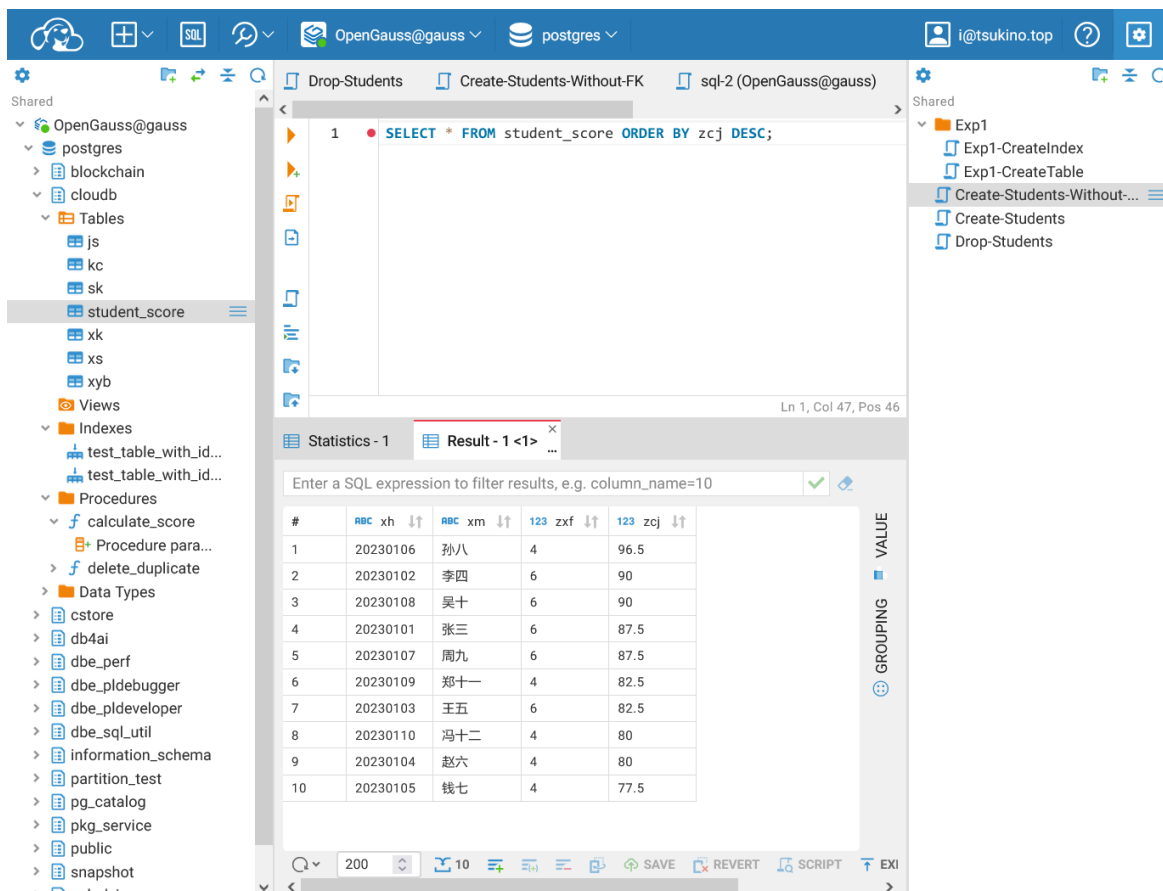 SQL
OpenGauss@gauss
postgres
i@tsukino.top
Shared
OpenGauss@gauss
postgres
blockchain
cloudb
Tables
js
kc
sk
student_score
xk
xs
xyb
Views
Indexes
test_table_with_id...
test_table_with_id...
Procedures
calculate_score
Procedure para...
delete_duplicate
Data Types
cstore
db4ai
dbe_perf
dbe_pldebugger
dbe_pldeveloper
dbe_sql_util
information_schema
partition_test
pg_catalog
pkg_service
public
snapshot
Drop-Students Create-Students-Without-FK sql-2 (OpenGauss@gauss)
1 SELECT * FROM student_score ORDER BY zcj DESC;
Ln 1, Col 47, Pos 46
Statistics - 1 Result - 1 <1>
Enter a SQL expression to filter results, e.g. column_name=10
# ABC xh ABC xm 123 zxf 123 zcj
1 20230106 孙八 4 96.5
2 20230102 李四 6 90
3 20230108 吴十 6 90
4 20230101 张三 6 87.5
5 20230107 周九 6 87.5
6 20230109 郑十一 4 82.5
7 20230103 王五 6 82.5
8 20230110 冯十二 4 80
9 20230104 赵六 4 80
10 20230105 钱七 4 77.5
VALUE
GROUPING
200 10 SAVE REVERT SCRIPT
Shared
Exp1
Exp1-CreateIndex
Exp1-CreateTable
Create-Students-Without-...
Create-Students
Drop-Students